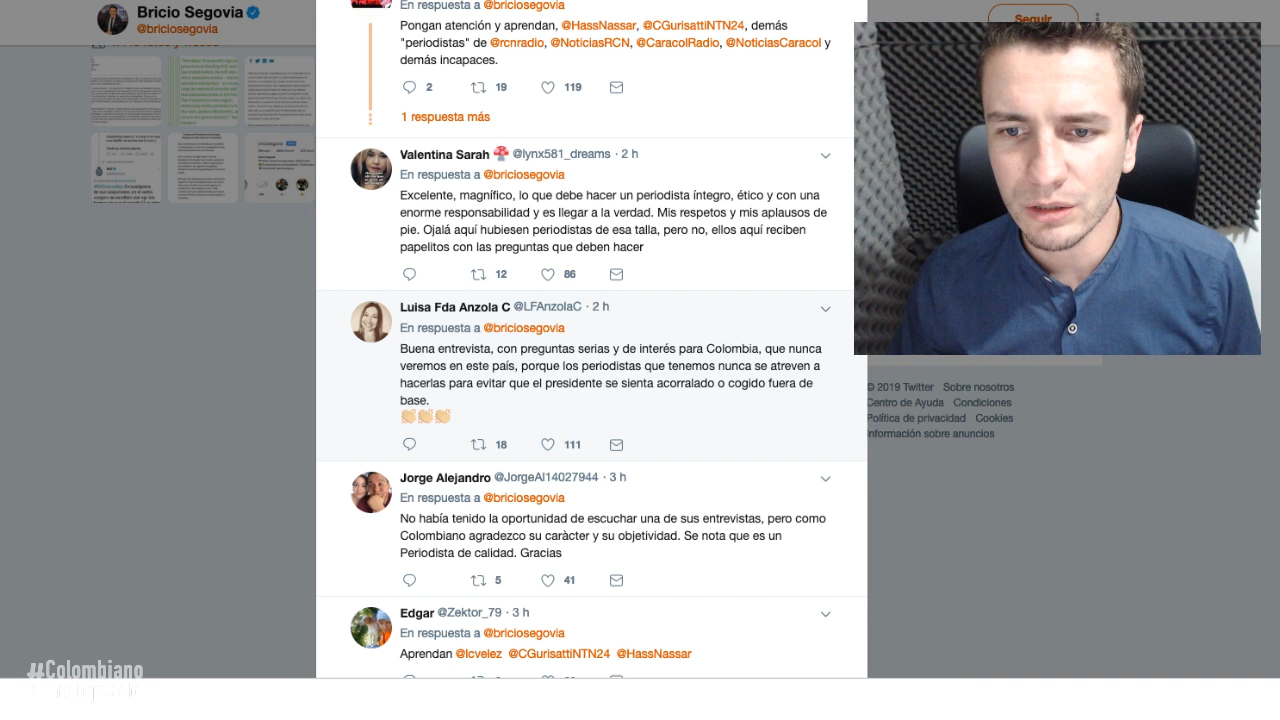 Bricio Segovia
@briciosegovia
Seguir
En respuesta a @briciosegovia
Pongan atención y aprendan, @HassNassar, @CGurisattiNTN24, demás
"periodistas" de @rcnradio, @NoticiasRCN, @CaracolRadio, @NoticiasCaracol y
demás incapaces.
2 19 119
1 respuesta más
Valentina Sarah 🍄 @lynx581_dreams · 2 h
En respuesta a @briciosegovia
Excelente, magnífico, lo que debe hacer un periodista íntegro, ético y con una
enorme responsabilidad y es llegar a la verdad. Mis respetos y mis aplausos de
pie. Ojalá aquí hubiesen periodistas de esa talla, pero no, ellos aquí reciben
papelitos con las preguntas que deben hacer
12 86
Luisa Fda Anzola C @LFAnzolaC · 2 h
En respuesta a @briciosegovia
Buena entrevista, con preguntas serias y de interés para Colombia, que nunca
veremos en este país, porque los periodistas que tenemos nunca se atreven a
hacerlas para evitar que el presidente se sienta acorralado o cogido fuera de
base.
👏🏼👏🏼👏🏼
18 111
Jorge Alejandro @JorgeAl14027944 · 3 h
En respuesta a @briciosegovia
No había tenido la oportunidad de escuchar una de sus entrevistas, pero como
Colombiano agradezco su caràcter y su objetividad. Se nota que es un
Periodista de calidad. Gracias
5 41
Edgar @Zektor_79 · 3 h
En respuesta a @briciosegovia
Aprendan @lcvelez @CGurisattiNTN24 @HassNassar
© 2019 Twitter Sobre nosotros
Centro de Ayuda Condiciones
Política de privacidad Cookies
Información sobre anuncios
#Colombiano